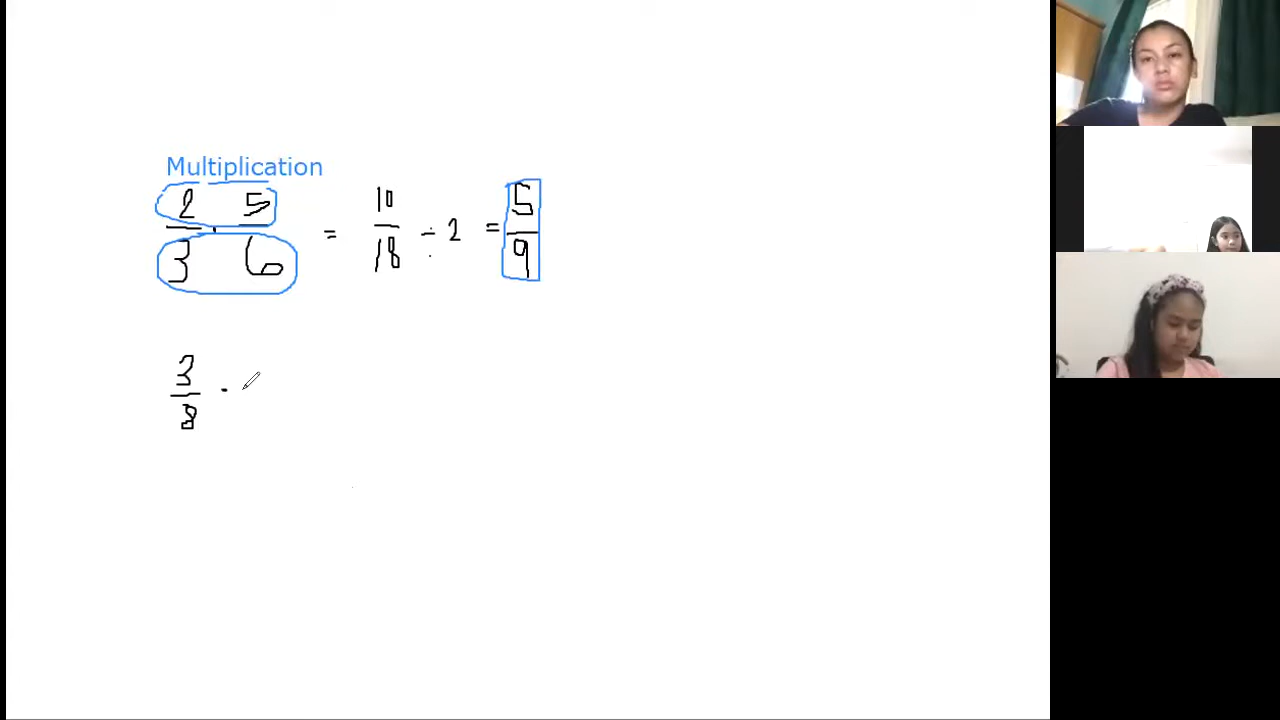 Multiplication
2/3 · 5/6 = 10/18 ÷ 2 = 5/9
3/8 ·